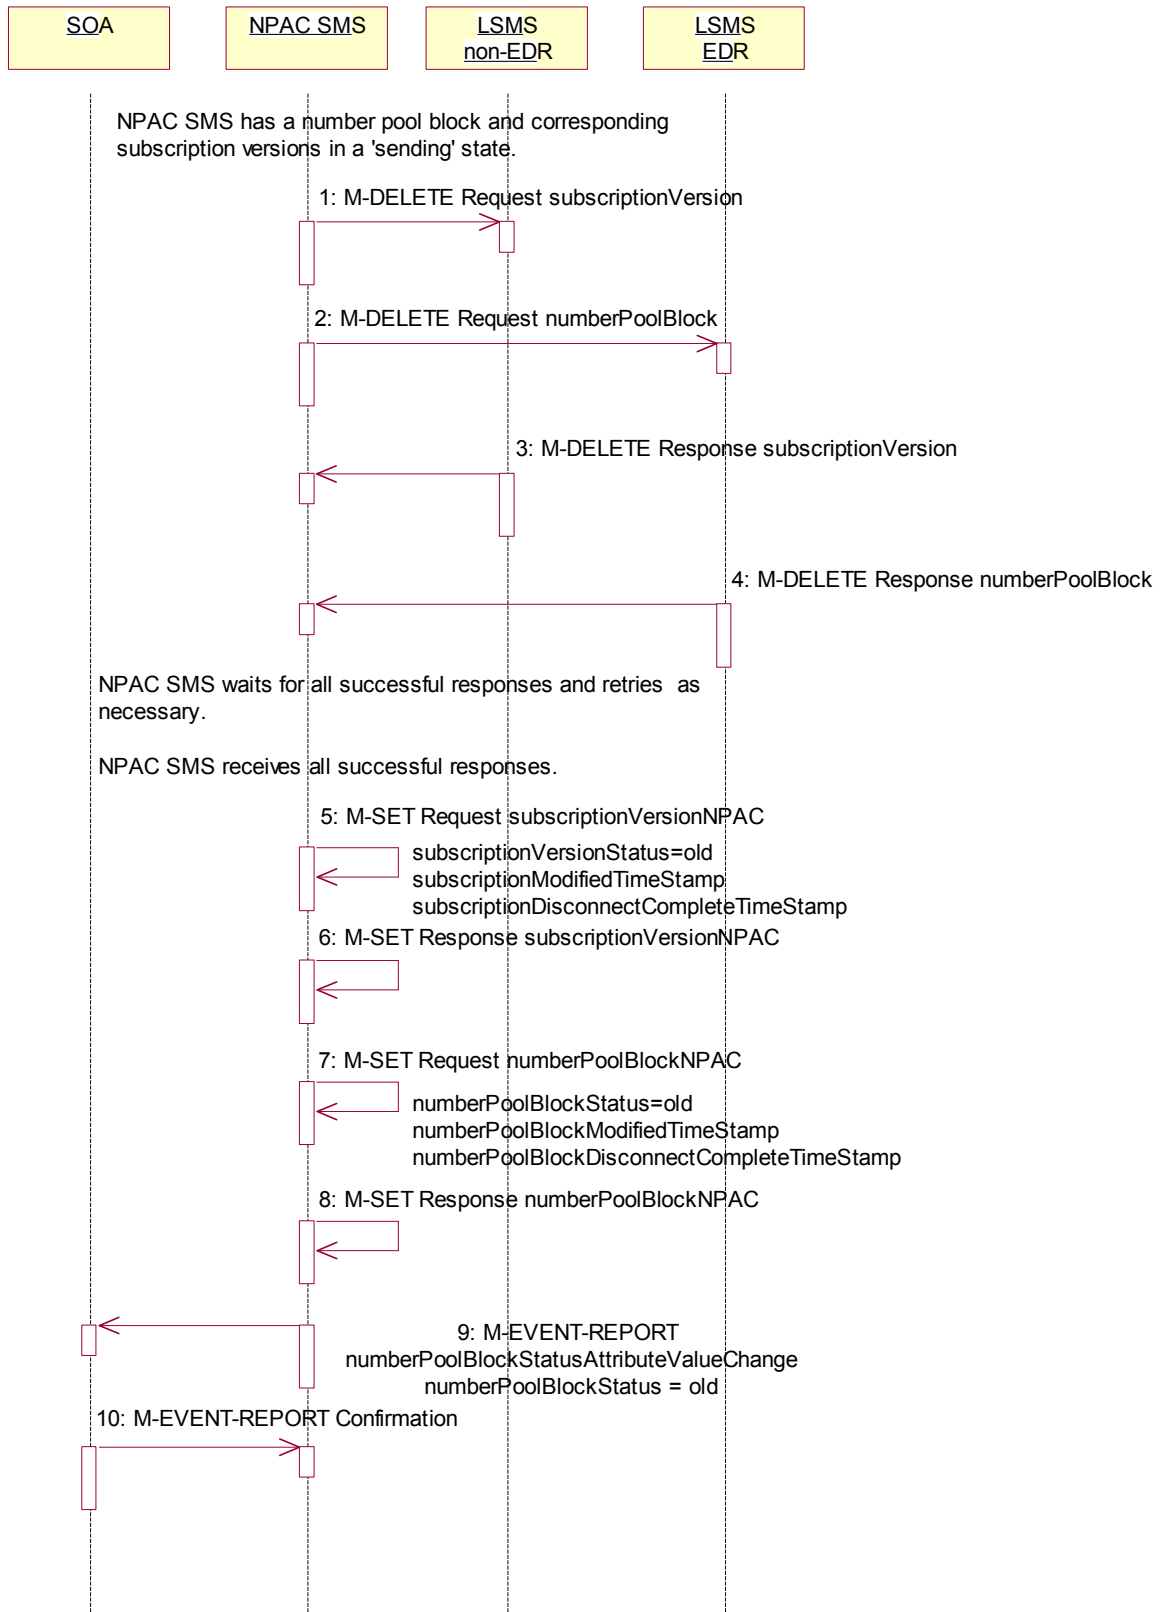 SOA
NPAC SMS
LSMS
non-EDR
LSMS
EDR
NPAC SMS has a number pool block and corresponding
subscription versions in a 'sending' state.
1: M-DELETE Request subscriptionVersion
2: M-DELETE Request numberPoolBlock
3: M-DELETE Response subscriptionVersion
4: M-DELETE Response numberPoolBlock
NPAC SMS waits for all successful responses and retries as
necessary.
NPAC SMS receives all successful responses.
5: M-SET Request subscriptionVersionNPAC
subscriptionVersionStatus=old
subscriptionModifiedTimeStamp
subscriptionDisconnectCompleteTimeStamp
6: M-SET Response subscriptionVersionNPAC
7: M-SET Request numberPoolBlockNPAC
numberPoolBlockStatus=old
numberPoolBlockModifiedTimeStamp
numberPoolBlockDisconnectCompleteTimeStamp
8: M-SET Response numberPoolBlockNPAC
9: M-EVENT-REPORT
numberPoolBlockStatusAttributeValueChange
numberPoolBlockStatus = old
10: M-EVENT-REPORT Confirmation